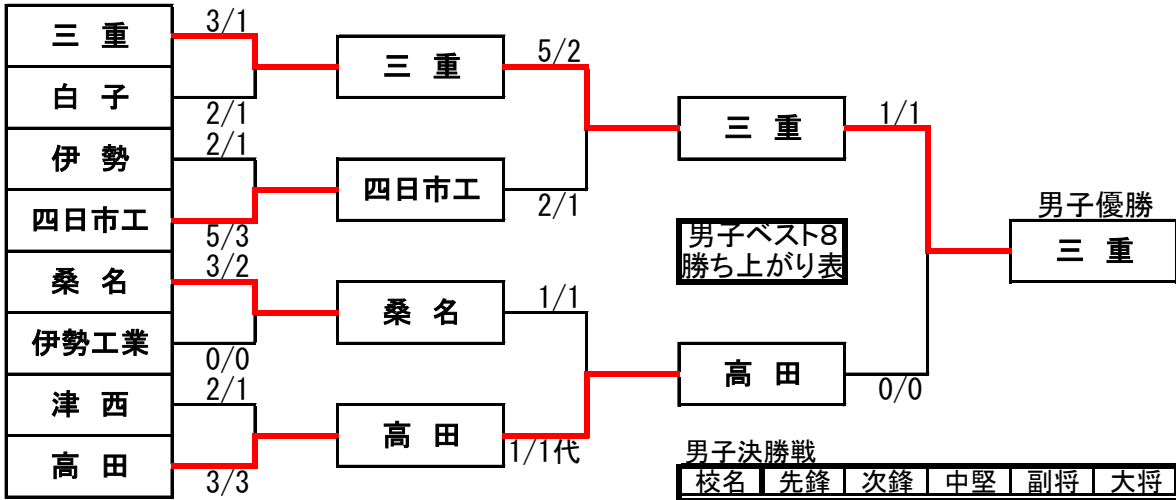 三 重
3/1
白 子
2/1
伊 勢
2/1
四日市工
5/3
桑 名
3/2
伊勢工業
0/0
津 西
2/1
高 田
3/3
三 重
5/2
四日市工
2/1
桑 名
1/1
高 田
1/1代
三 重
1/1
男子ベスト8
勝ち上がり表
高 田
0/0
男子優勝
三 重
男子決勝戦
校名 先鋒 次鋒 中堅 副将 大将